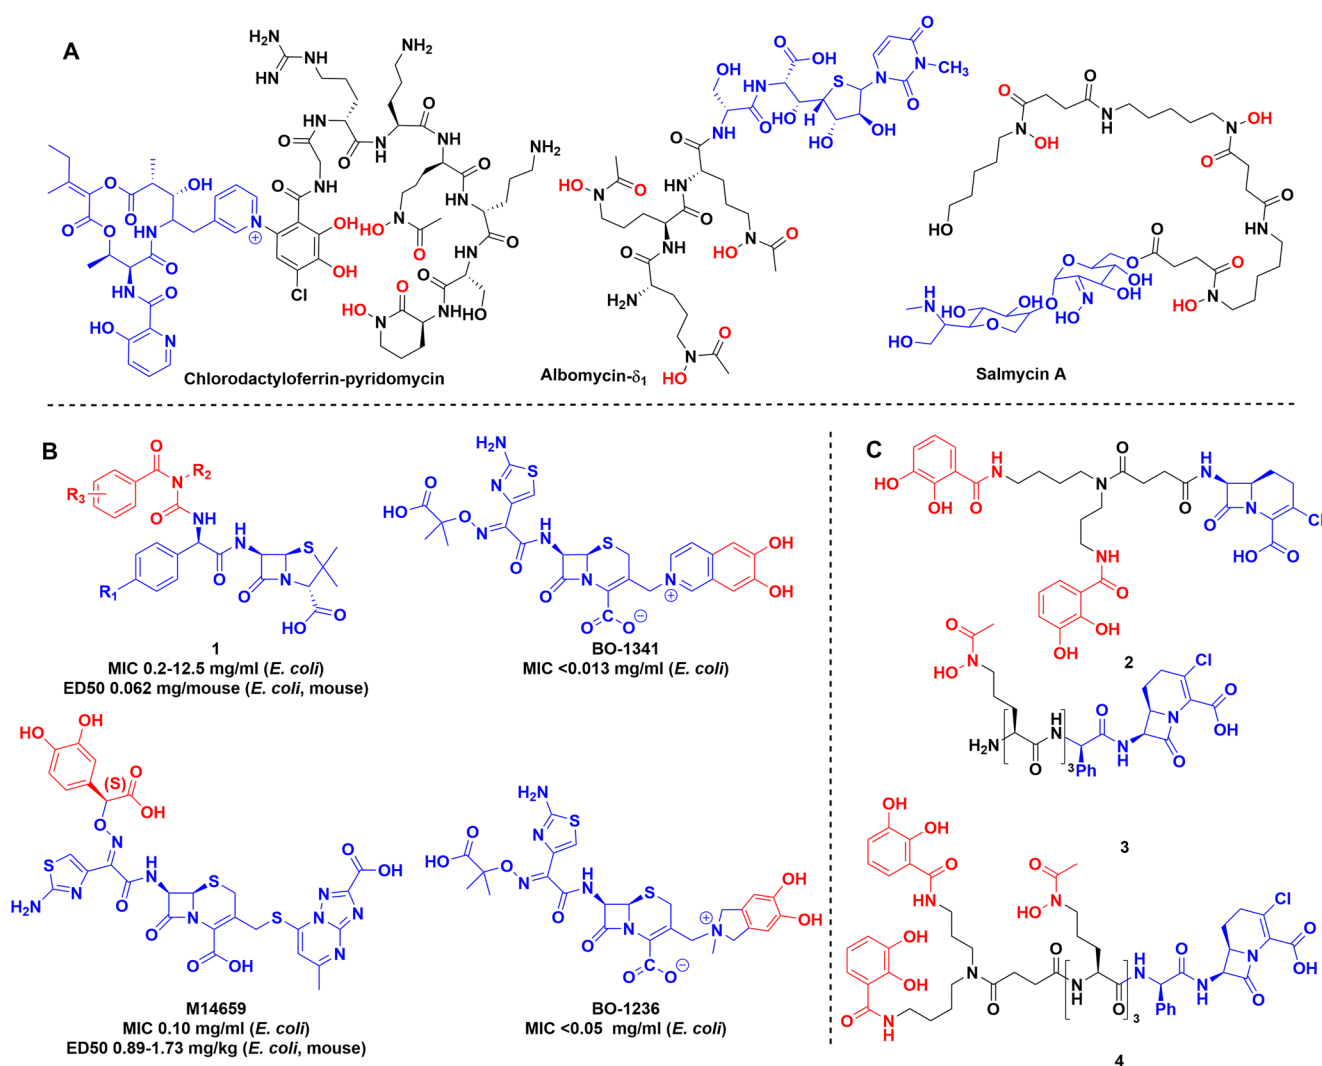 A
Chlorodactyloferrin-pyridomycin
Albomycin-δ1
Salmycin A
B
1
MIC 0.2-12.5 mg/ml (E. coli)
ED50 0.062 mg/mouse (E. coli, mouse)
BO-1341
MIC <0.013 mg/ml (E. coli)
(S)
M14659
MIC 0.10 mg/ml (E. coli)
ED50 0.89-1.73 mg/kg (E. coli, mouse)
BO-1236
MIC <0.05 mg/ml (E. coli)
C
2
3
4